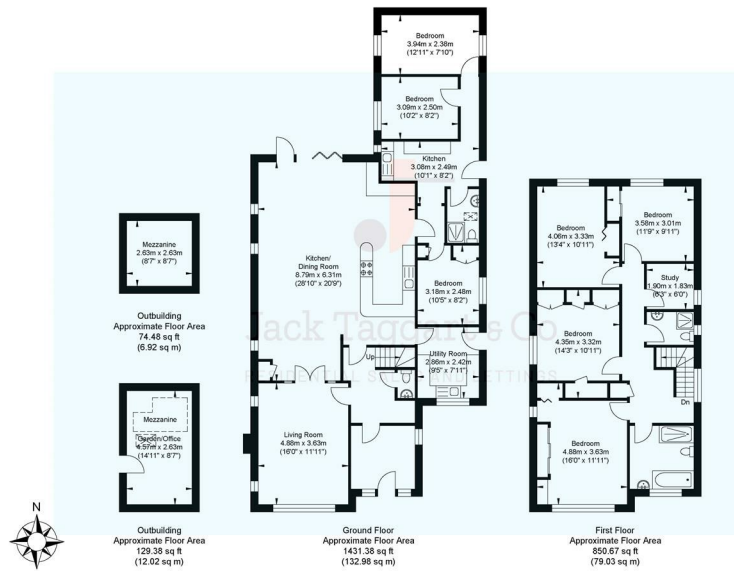 Bedroom
3.94m x 2.38m
(12'11" x 7'10")
Bedroom
3.09m x 2.50m
(10'2" x 8'2")
Kitchen
3.08m x 2.49m
(10'1" x 8'2")
Kitchen/
Dining Room
8.79m x 6.31m
(28'10" x 20'9")
Bedroom
3.18m x 2.48m
(10'5" x 8'2")
Up
Utility Room
2.86m x 2.42m
(9'5" x 7'11")
Living Room
4.88m x 3.63m
(16'0" x 11'11")
Mezzanine
2.63m x 2.63m
(8'7" x 8'7")
Outbuilding
Approximate Floor Area
74.48 sq ft
(6.92 sq m)
Mezzanine
Garden/Office
4.57m x 2.63m
(14'11" x 8'7")
Bedroom
4.06m x 3.33m
(13'4" x 10'11")
Bedroom
3.58m x 3.01m
(11'9" x 9'11")
Study
1.90m x 1.83m
(6'3" x 6'0")
Bedroom
4.35m x 3.32m
(14'3" x 10'11")
Dn
Bedroom
4.88m x 3.63m
(16'0" x 11'11")
Jack Taggart & Co
RESIDENTIAL SALES AND LETTINGS
N
Outbuilding
Approximate Floor Area
129.38 sq ft
(12.02 sq m)
Ground Floor
Approximate Floor Area
1431.38 sq ft
(132.98 sq m)
First Floor
Approximate Floor Area
850.67 sq ft
(79.03 sq m)